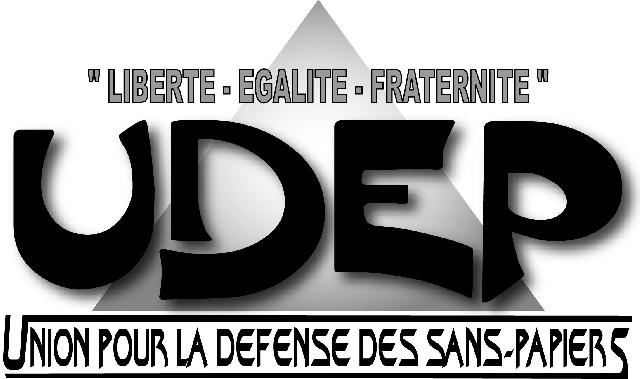 " LIBERTE - EGALITE - FRATERNITE "
UDEP
UNION POUR LA DEFENSE DES SANS-PAPIERS